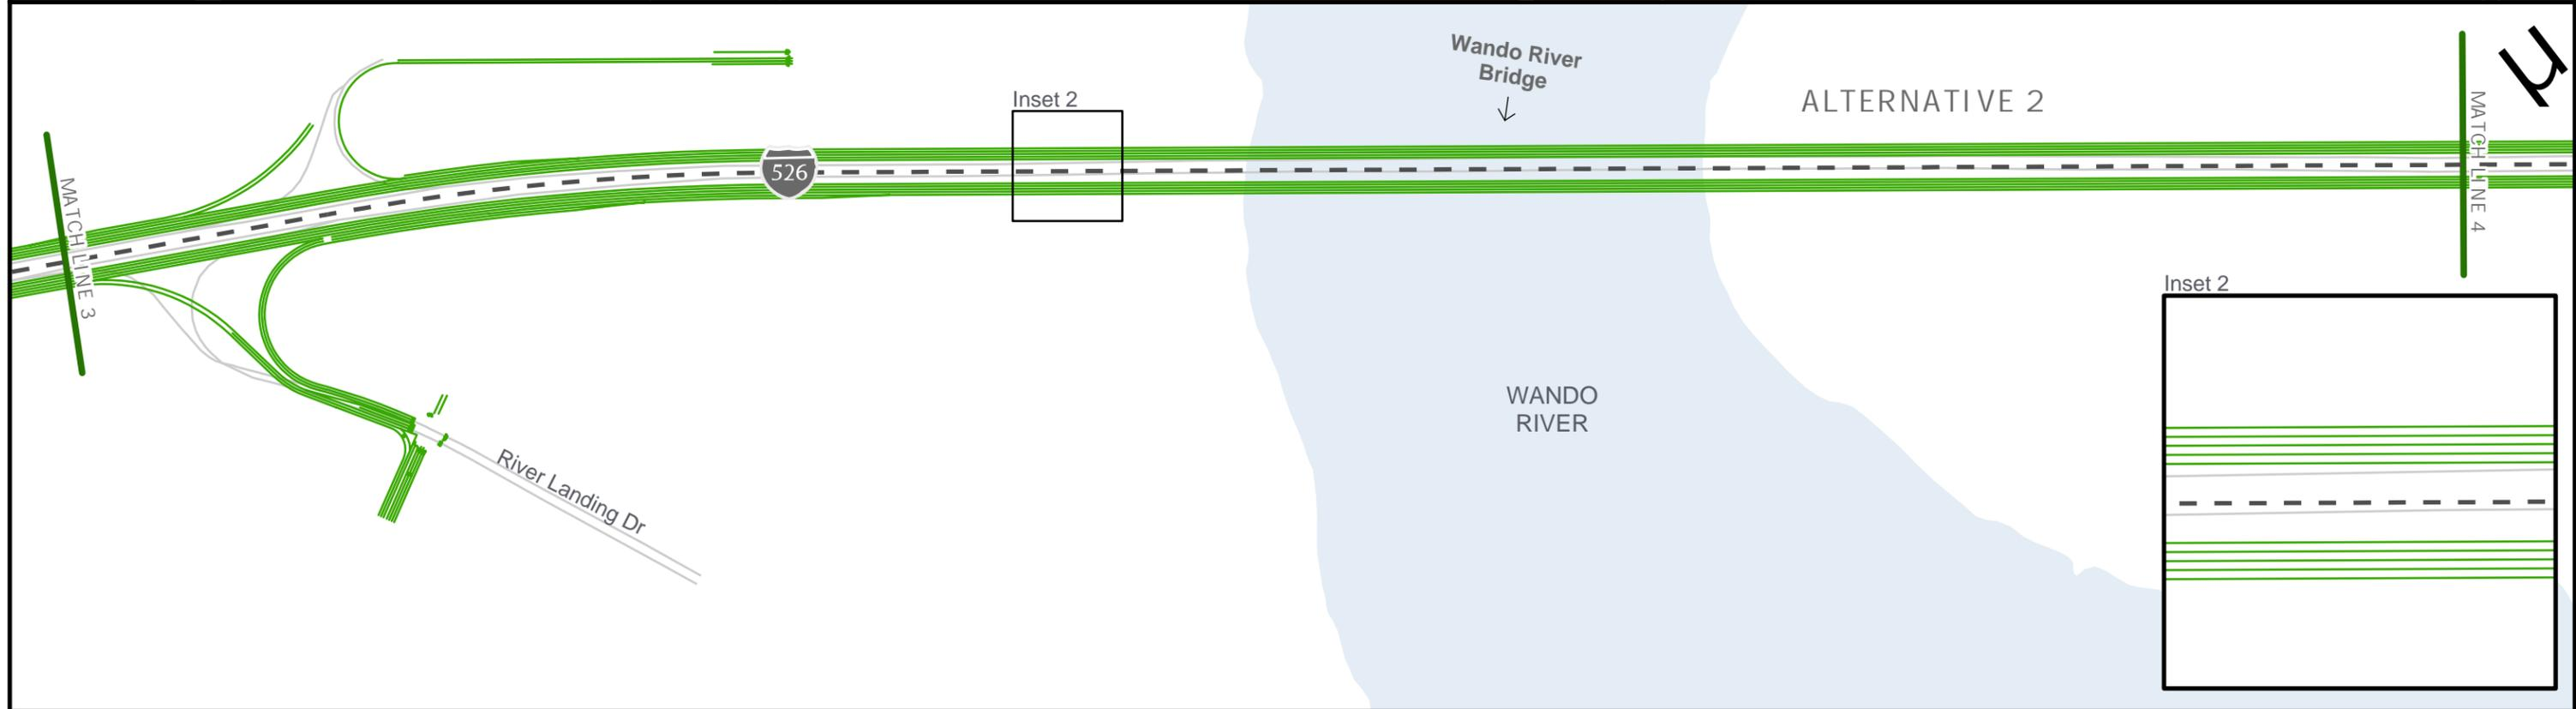 Wando River
Bridge
Inset 2
ALTERNATIVE 2
µ
526
MATCH LINE 3
MATCH LINE 4
Inset 2
WANDO
RIVER
River Landing Dr